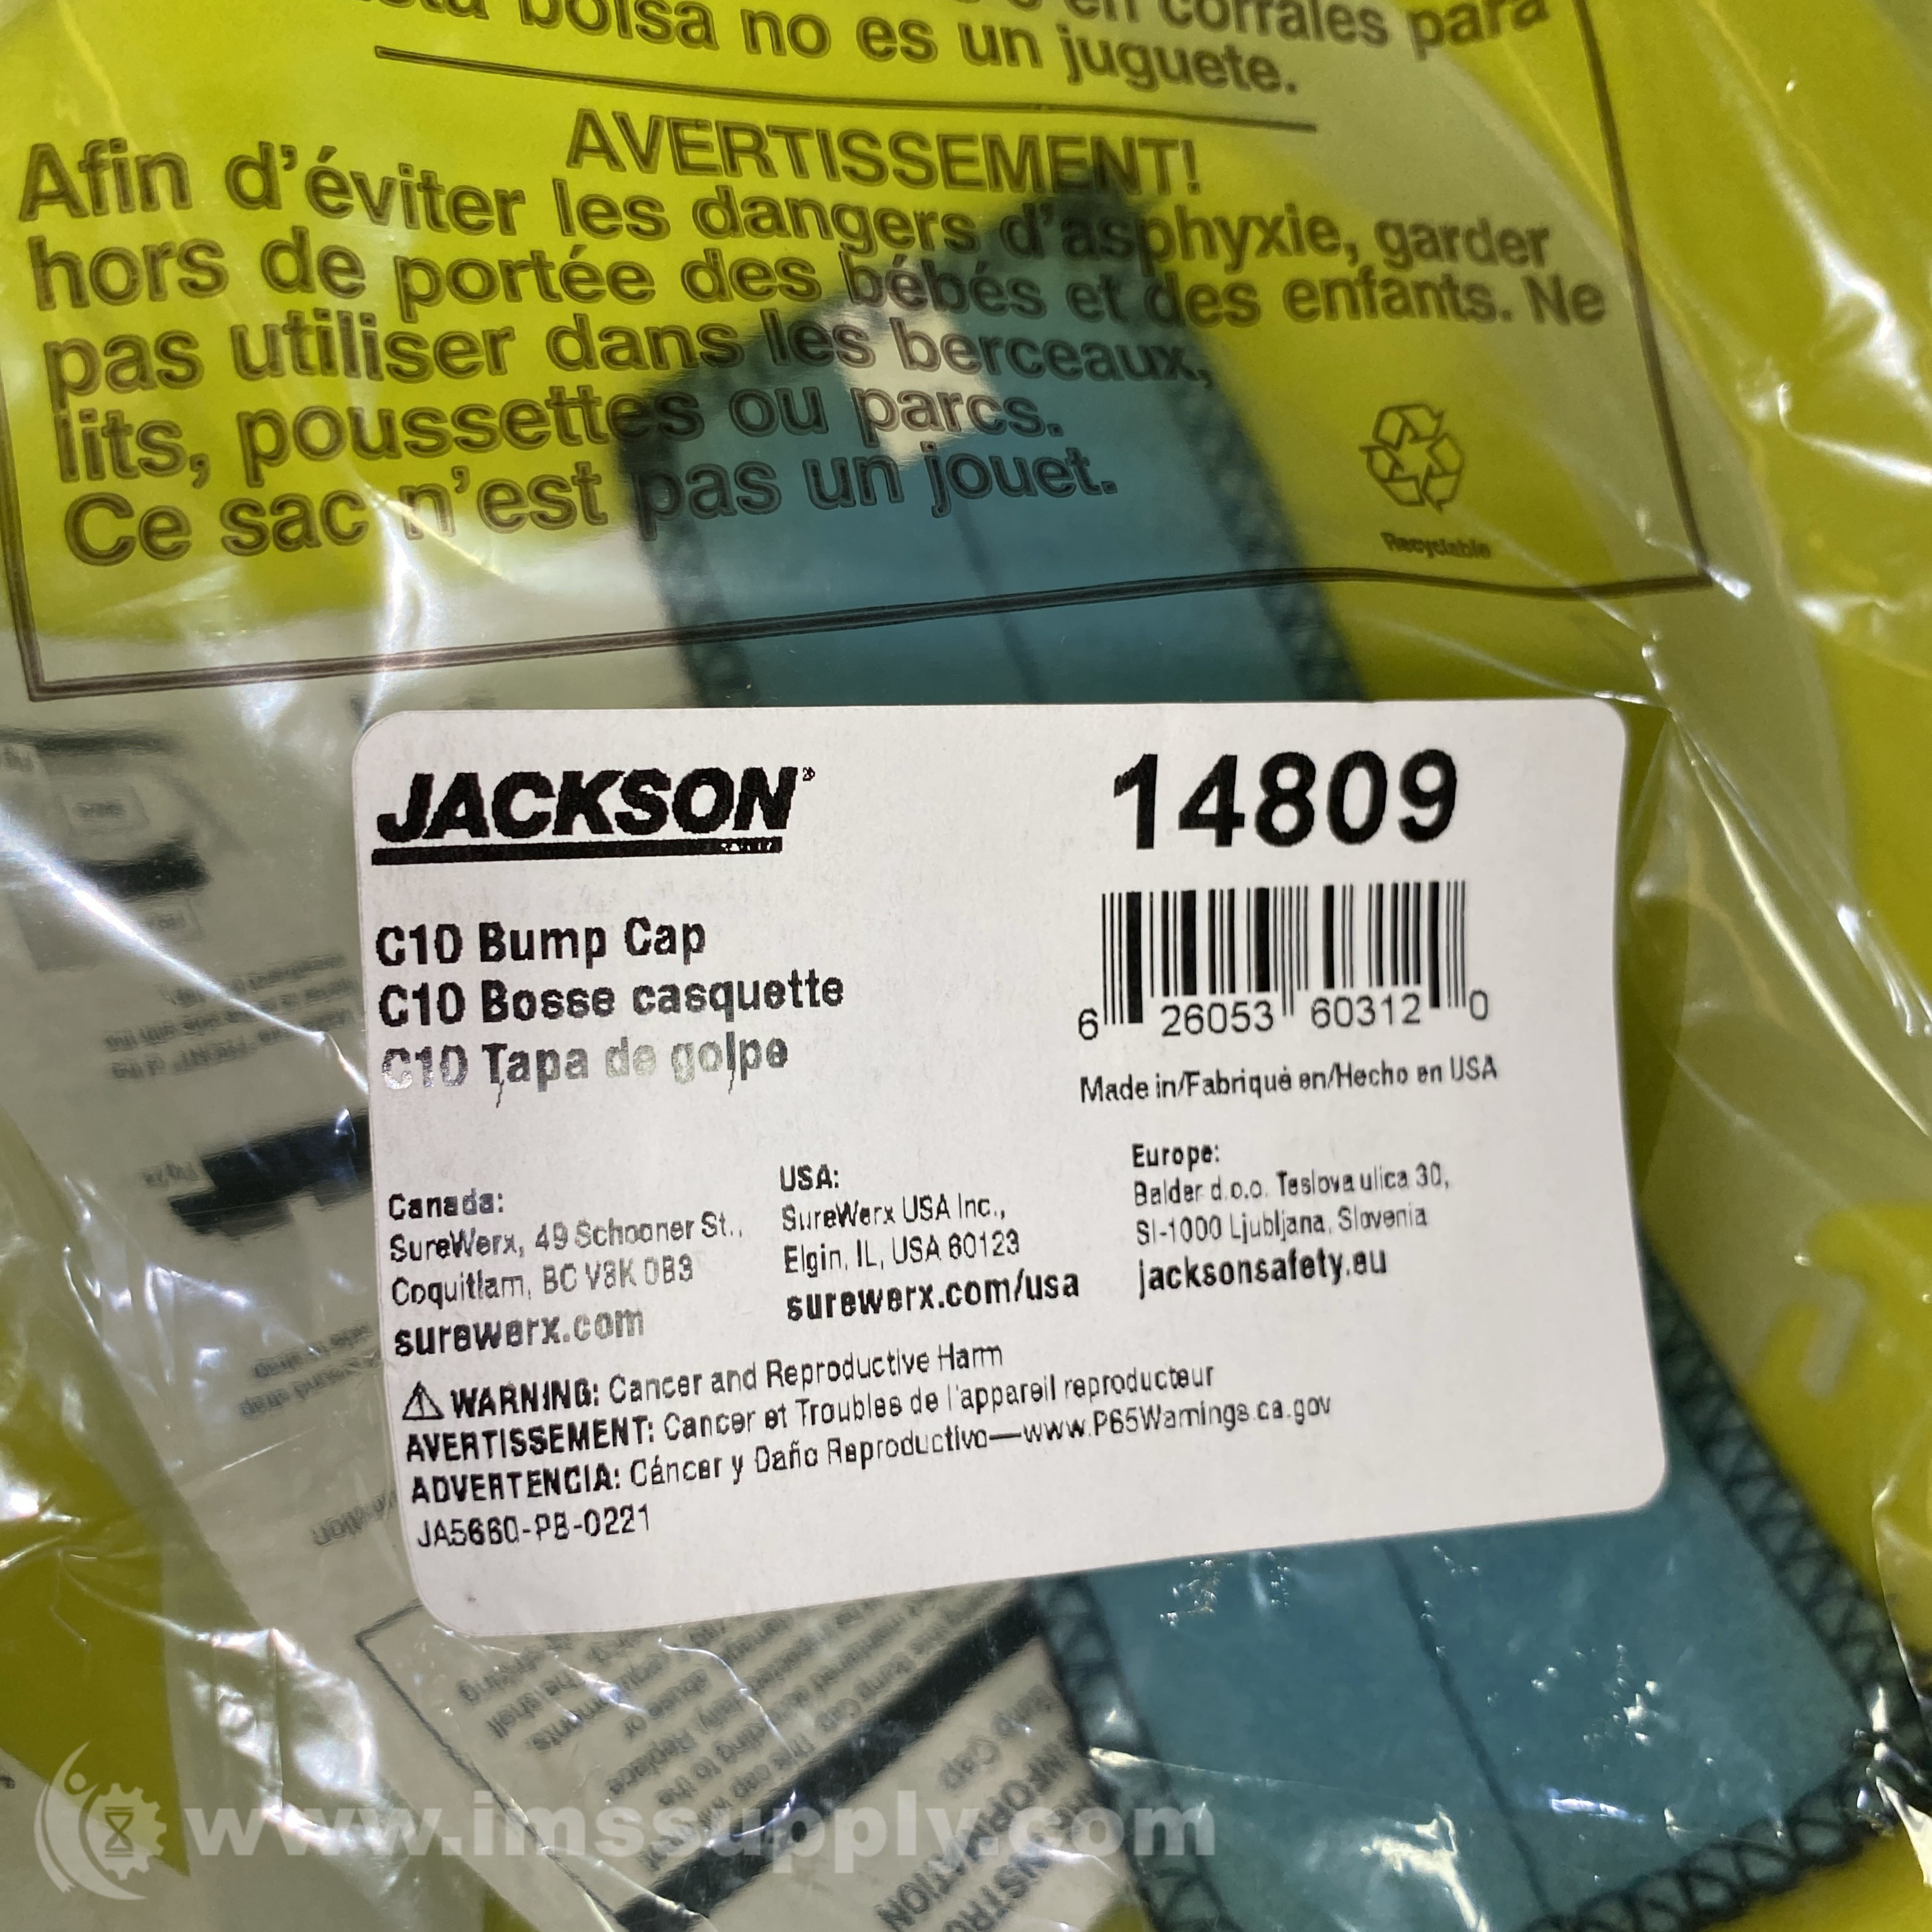 bolsa no es un juguete.
en corrales para
AVERTISSEMENT!
Afin d'éviter les dangers d'asphyxie, garder
hors de portée des bébés et des enfants. Ne
pas utiliser dans les berceaux,
lits, poussettes ou parcs.
Ce sac n'est pas un jouet.
Recyclable
JACKSON
SAFETY
14809
C10 Bump Cap
C10 Bosse casquette
C10 Tapa de golpe
6 26053 60312 0
Made in/Fabriqué en/Hecho en USA
Canada:
SureWerx, 49 Schooner St.,
Coquitlam, BC V3K 0B3
surewerx.com
USA:
SureWerx USA Inc.,
Elgin, IL, USA 60123
surewerx.com/usa
Europe:
Balder d.o.o. Teslova ulica 30,
SI-1000 Ljubljana, Slovenia
jacksonsafety.eu
⚠ WARNING: Cancer and Reproductive Harm
AVERTISSEMENT: Cancer et Troubles de l'appareil reproducteur
ADVERTENCIA: Cáncer y Daño Reproductivo—www.P65Warnings.ca.gov
JA5660-PB-0221
www.imssupply.com